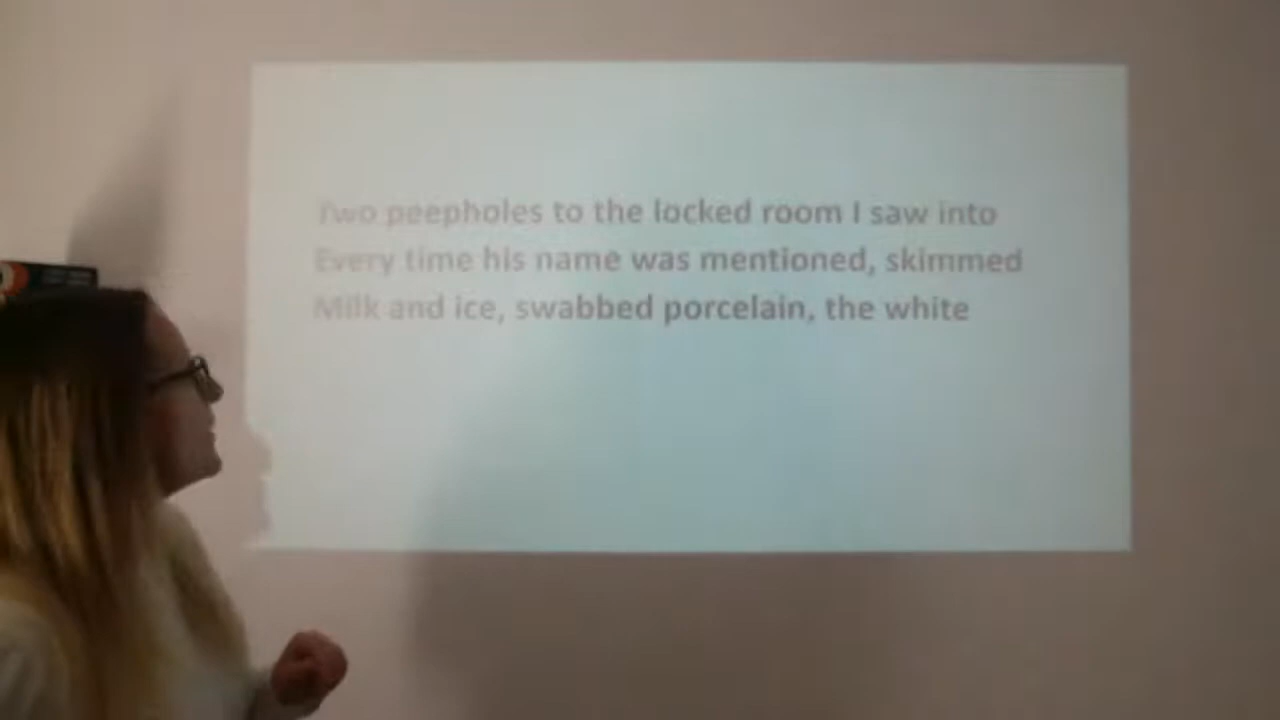 Two peepholes to the locked room I saw into
Every time his name was mentioned, skimmed
Milk and ice, swabbed porcelain, the white